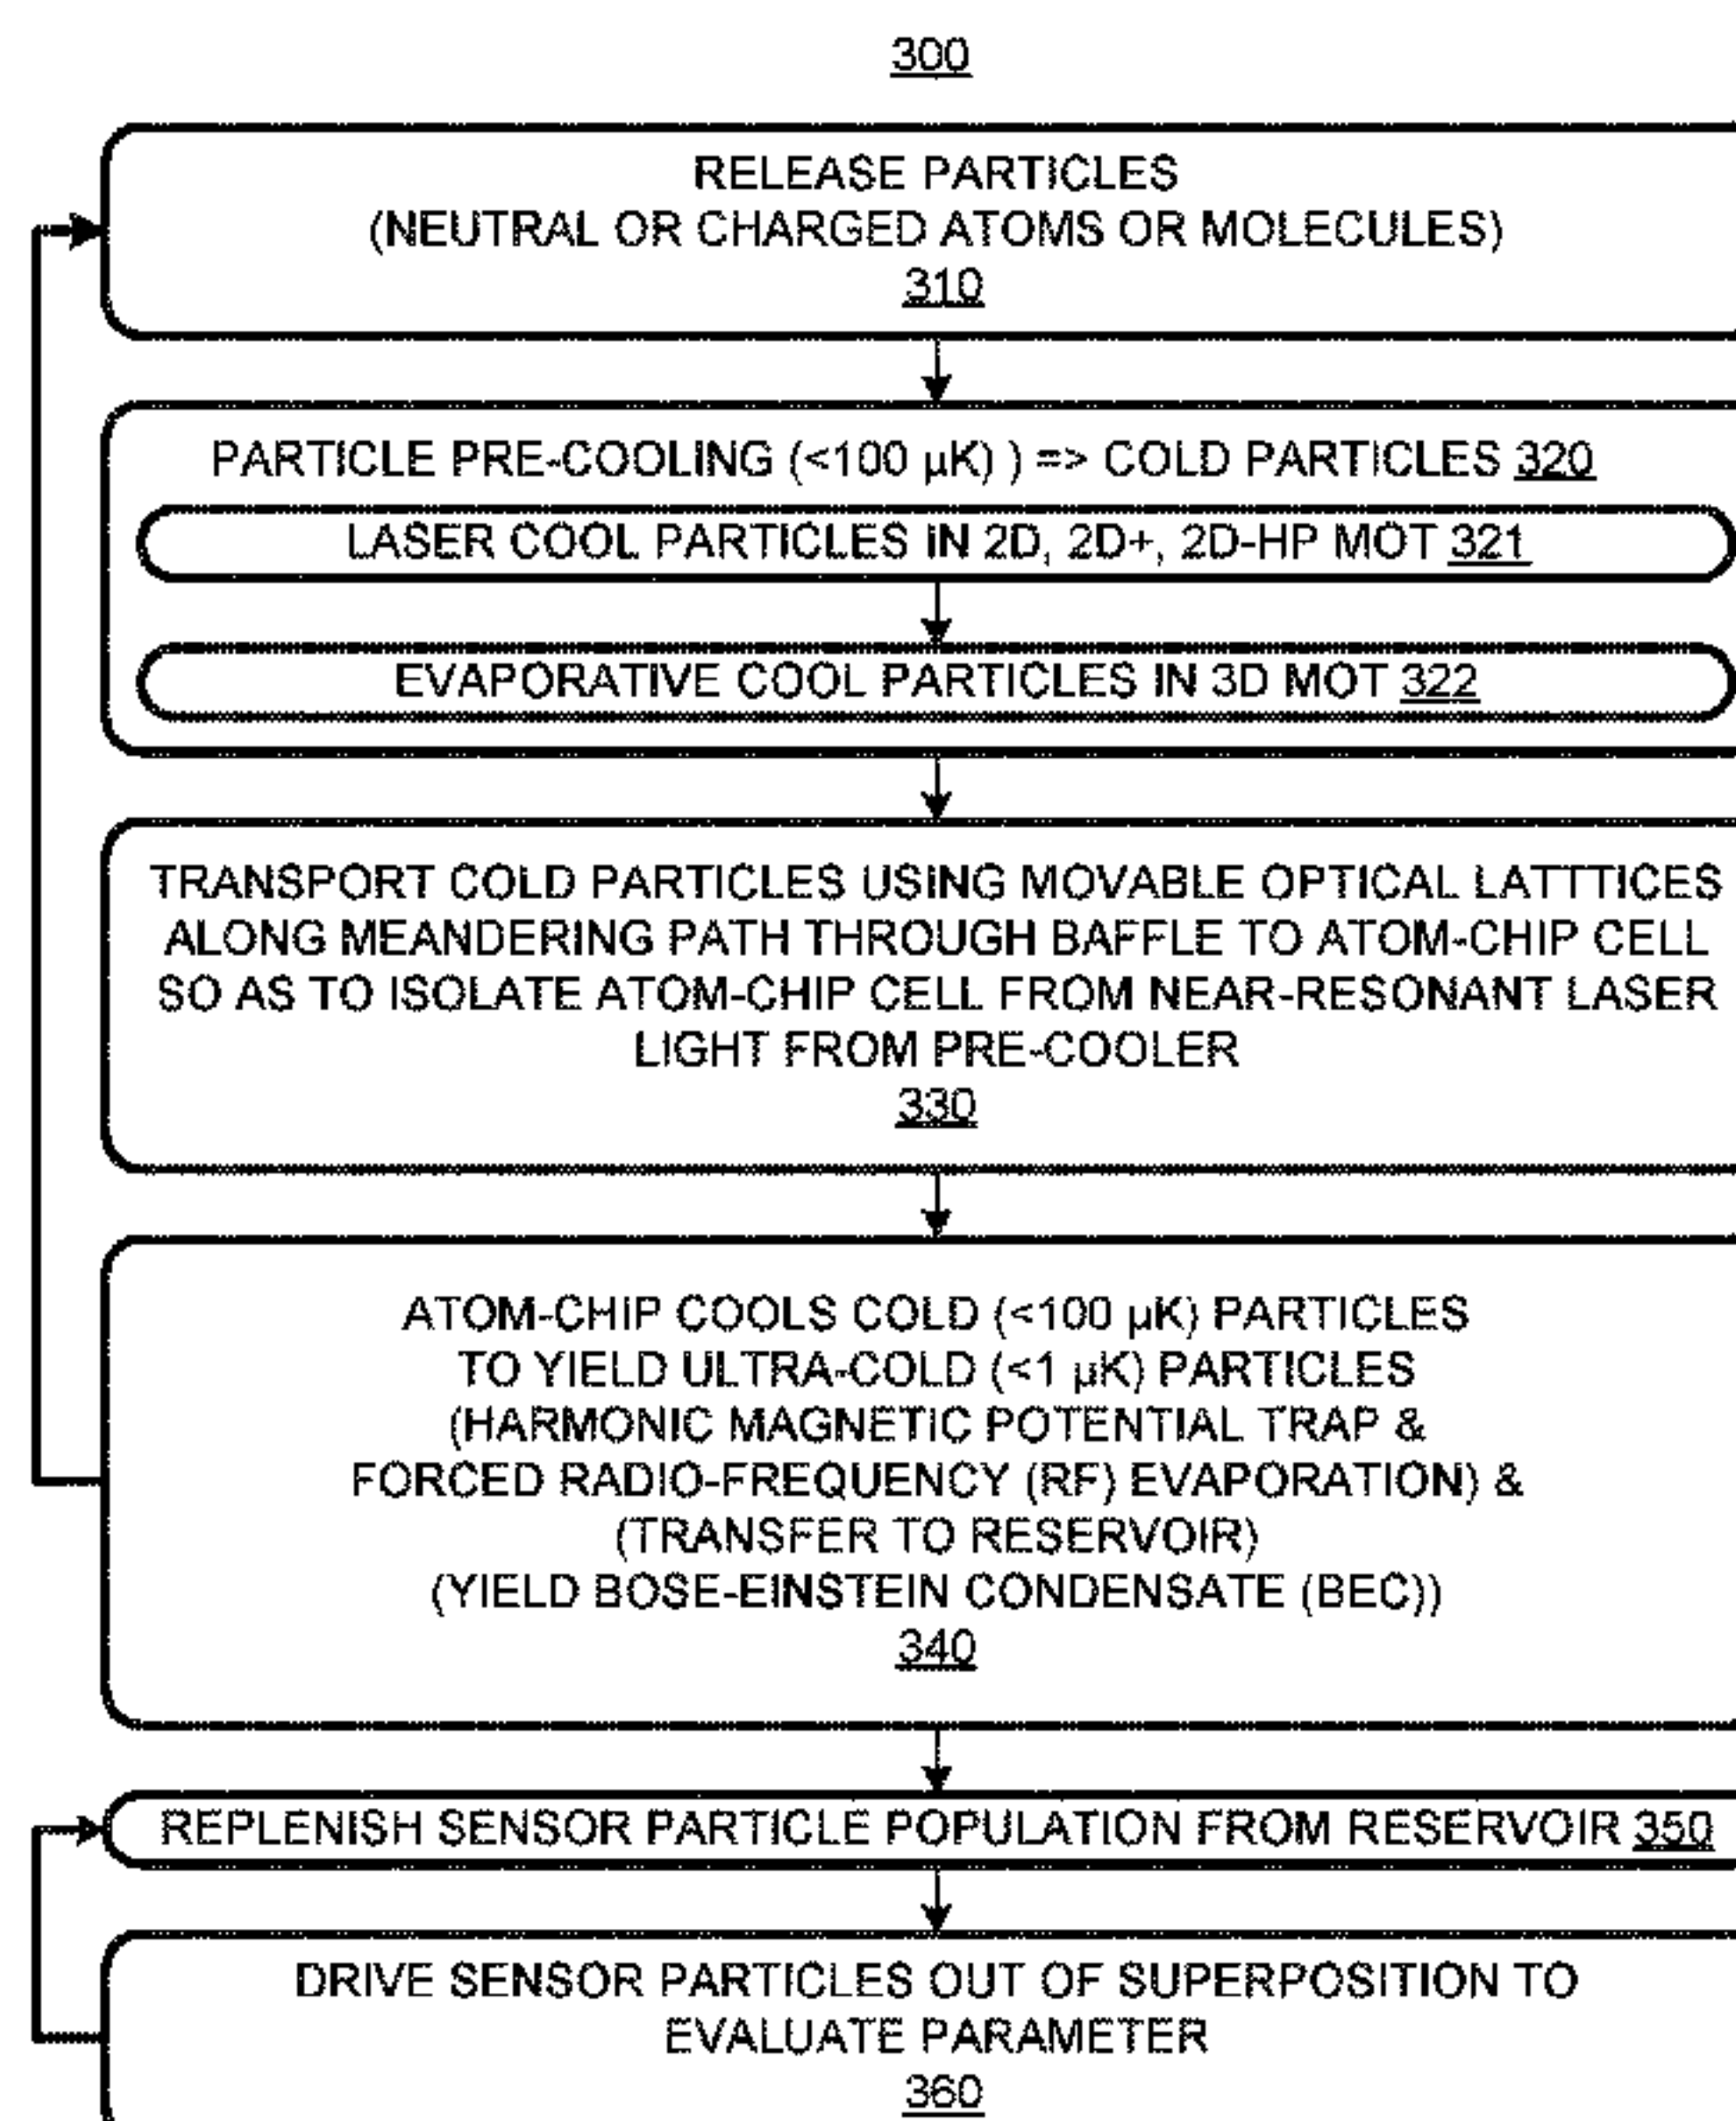 300
RELEASE PARTICLES
(NEUTRAL OR CHARGED ATOMS OR MOLECULES)
310
PARTICLE PRE-COOLING (<100 µK) ) => COLD PARTICLES 320
LASER COOL PARTICLES IN 2D, 2D+, 2D-HP MOT 321
EVAPORATIVE COOL PARTICLES IN 3D MOT 322
TRANSPORT COLD PARTICLES USING MOVABLE OPTICAL LATTTICES
ALONG MEANDERING PATH THROUGH BAFFLE TO ATOM-CHIP CELL
SO AS TO ISOLATE ATOM-CHIP CELL FROM NEAR-RESONANT LASER
LIGHT FROM PRE-COOLER
330
ATOM-CHIP COOLS COLD (<100 µK) PARTICLES
TO YIELD ULTRA-COLD (<1 µK) PARTICLES
(HARMONIC MAGNETIC POTENTIAL TRAP &
FORCED RADIO-FREQUENCY (RF) EVAPORATION) &
(TRANSFER TO RESERVOIR)
(YIELD BOSE-EINSTEIN CONDENSATE (BEC))
340
REPLENISH SENSOR PARTICLE POPULATION FROM RESERVOIR 350
DRIVE SENSOR PARTICLES OUT OF SUPERPOSITION TO
EVALUATE PARAMETER
360